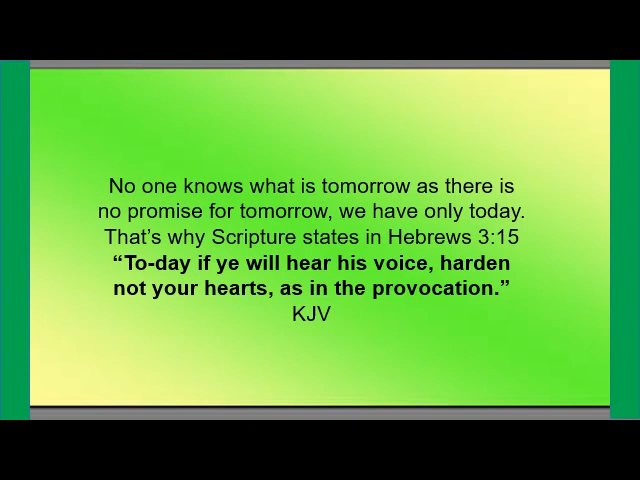 No one knows what is tomorrow as there is
no promise for tomorrow, we have only today.
That’s why Scripture states in Hebrews 3:15
“To-day if ye will hear his voice, harden
not your hearts, as in the provocation.”
KJV